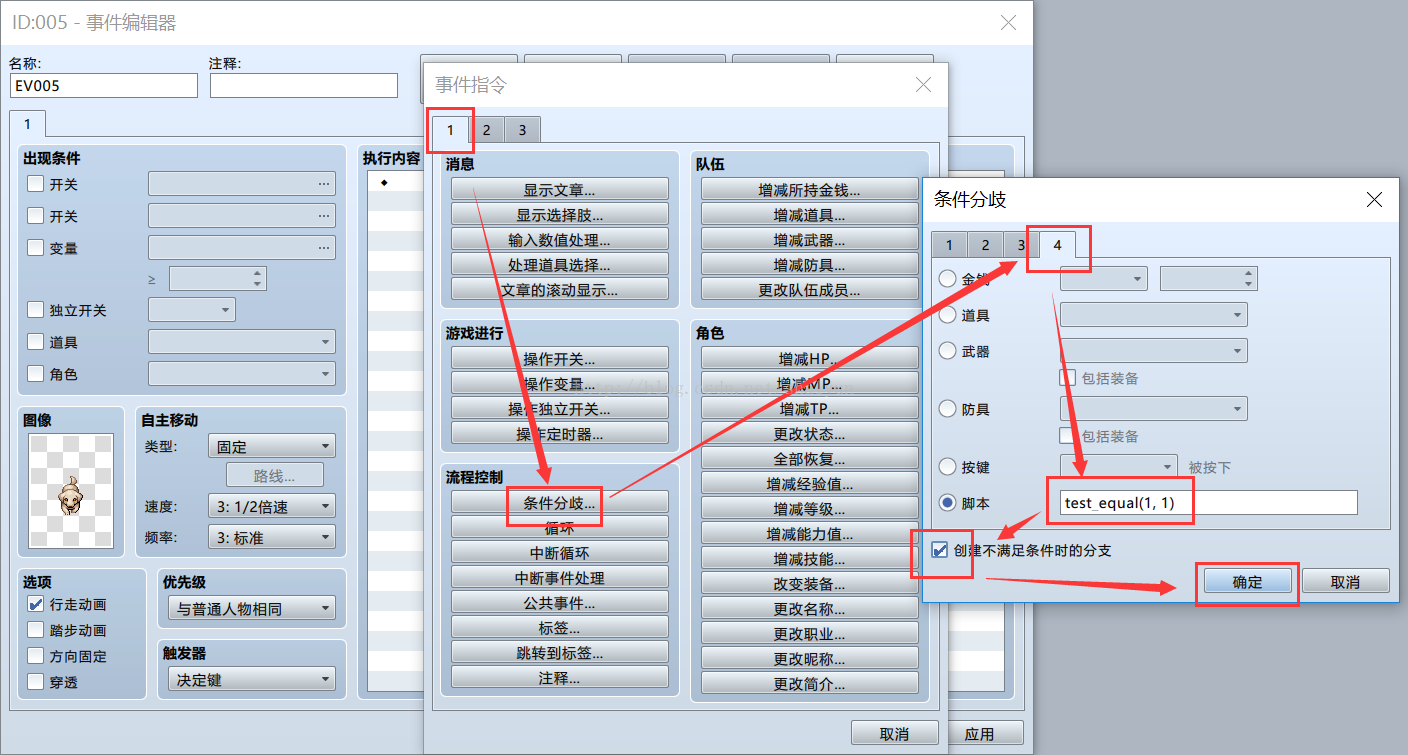 ID:005 - 事件编辑器
名称:
注释:
EV005
1
出现条件
开关
...
开关
...
变量
...
≥
独立开关
道具
角色
图像
自主移动
类型:
固定
路线...
速度:
3: 1/2倍速
频率:
3: 标准
选项
行走动画
踏步动画
方向固定
穿透
优先级
与普通人物相同
触发器
决定键
执行内容
◆
应用
事件指令
1
2
3
消息
显示文章...
显示选择肢...
输入数值处理...
处理道具选择...
文章的滚动显示...
游戏进行
操作开关...
操作变量...
操作独立开关...
操作定时器...
流程控制
条件分歧...
循环
中断循环
中断事件处理
公共事件...
标签...
跳转到标签...
注释...
队伍
增减所持金钱...
增减道具...
增减武器...
增减防具...
更改队伍成员...
角色
增减HP...
增减MP...
增减TP...
更改状态...
全部恢复...
增减经验值...
增减等级...
增减能力值...
增减技能...
改变装备...
更改名称...
更改职业...
更改昵称...
更改简介...
取消
条件分歧
1
2
3
4
金钱
道具
武器
包括装备
防具
包括装备
按键
被按下
脚本
test_equal(1, 1)
创建不满足条件时的分支
确定
取消